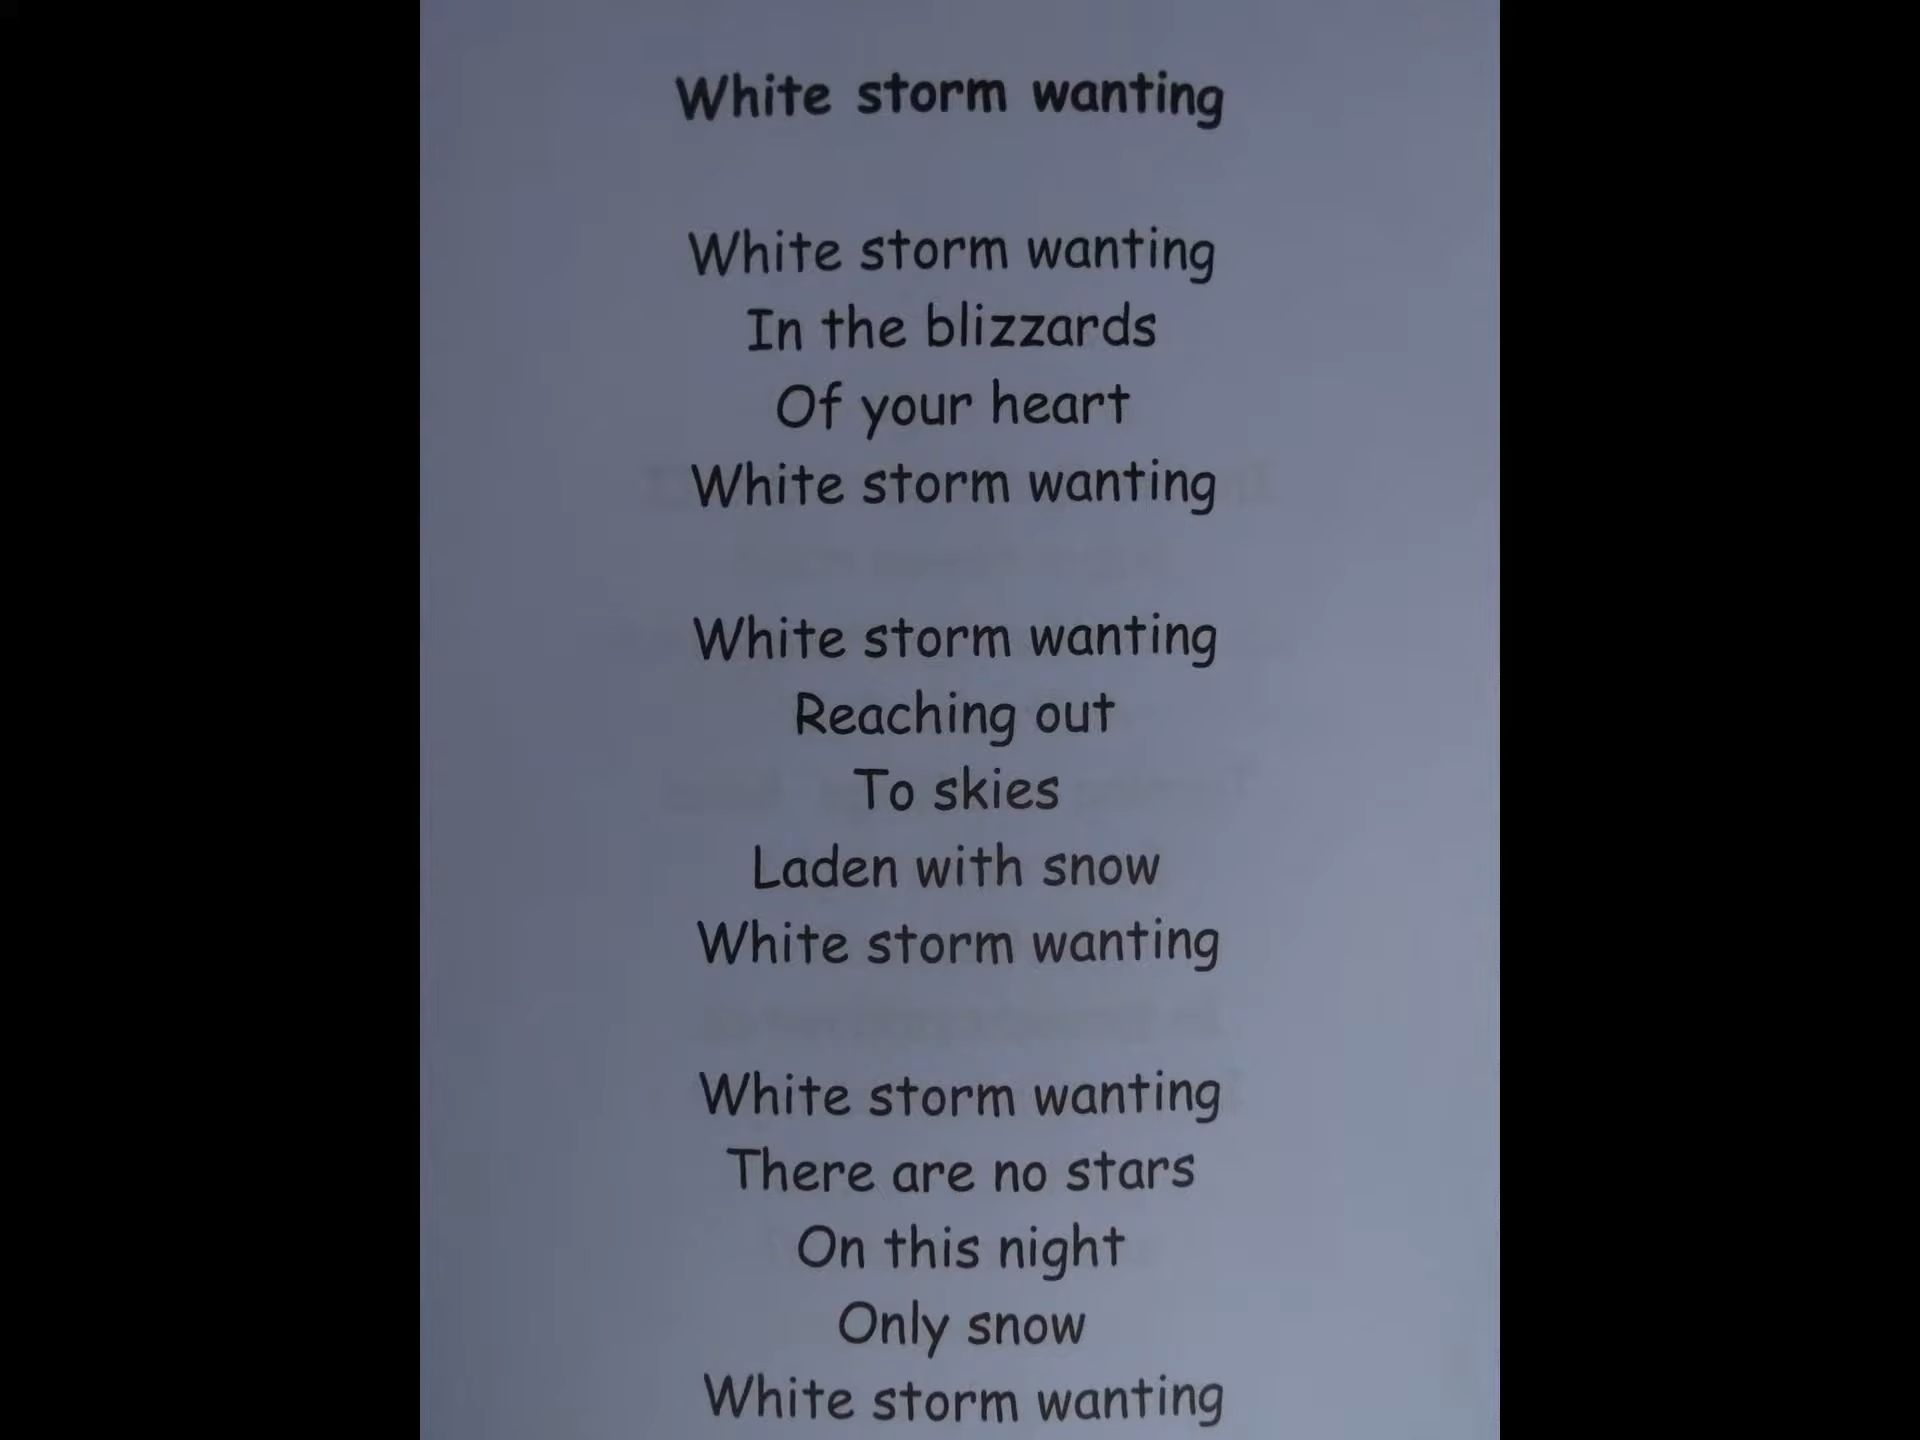 White storm wanting
White storm wanting
In the blizzards
Of your heart
White storm wanting
White storm wanting
Reaching out
To skies
Laden with snow
White storm wanting
White storm wanting
There are no stars
On this night
Only snow
White storm wanting